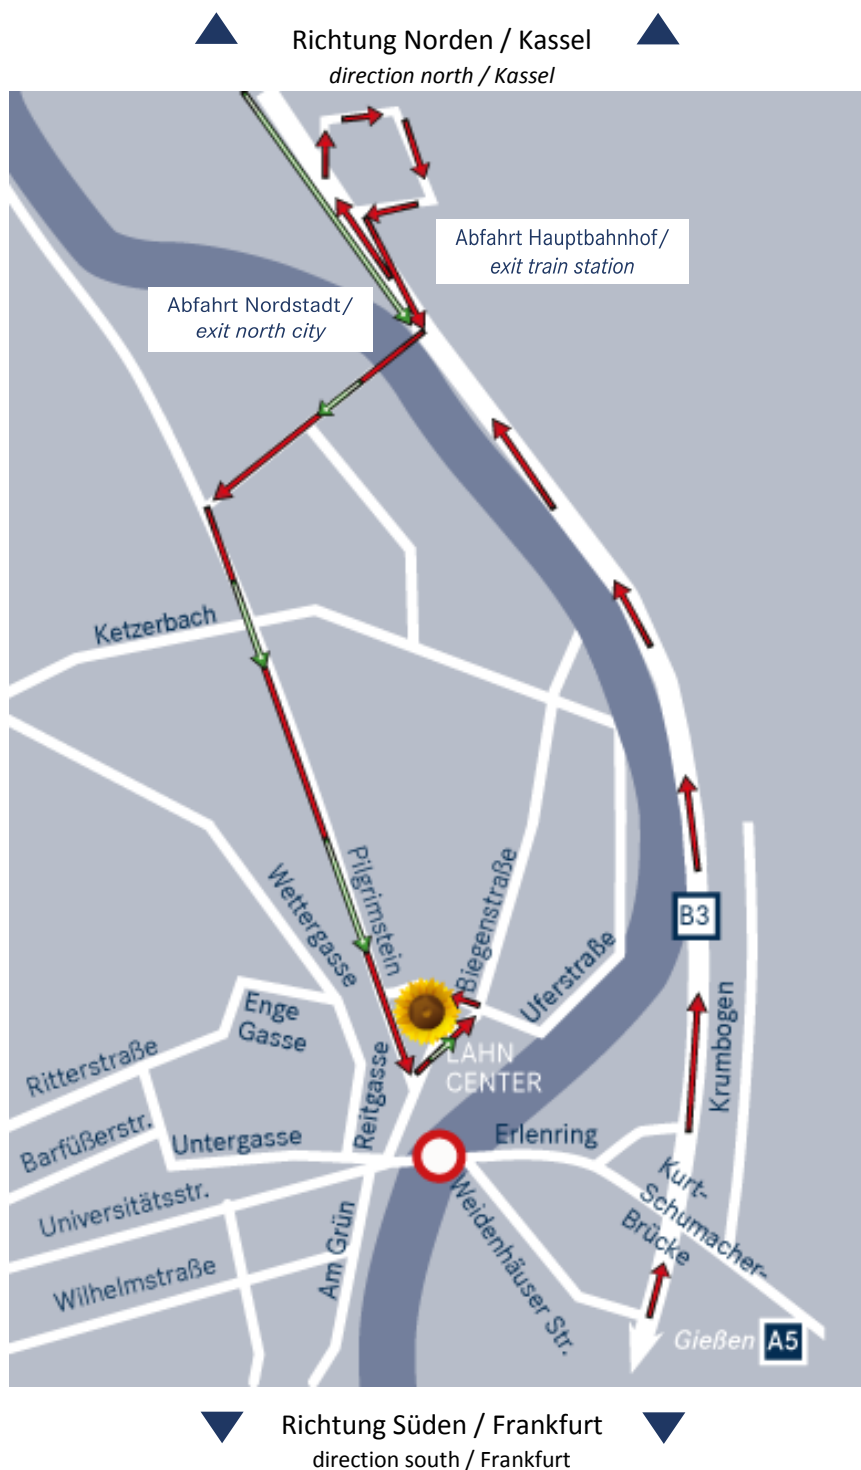 Richtung Norden / Kassel
direction north / Kassel
Abfahrt Hauptbahnhof/
exit train station
Abfahrt Nordstadt/
exit north city
Ketzerbach
Pilgrimstein
Wettergasse
Biegenstraße
B3
Uferstraße
Enge
Gasse
Krumbogen
LAHN
CENTER
Ritterstraße
Reitgasse
Barfüßerstr.
Untergasse
Erlenring
Universitätsstr.
Kurt-
Schumacher-
Brücke
Weidenhäuser Str.
Am Grün
Wilhelmstraße
Gießen A5
Richtung Süden / Frankfurt
direction south / Frankfurt